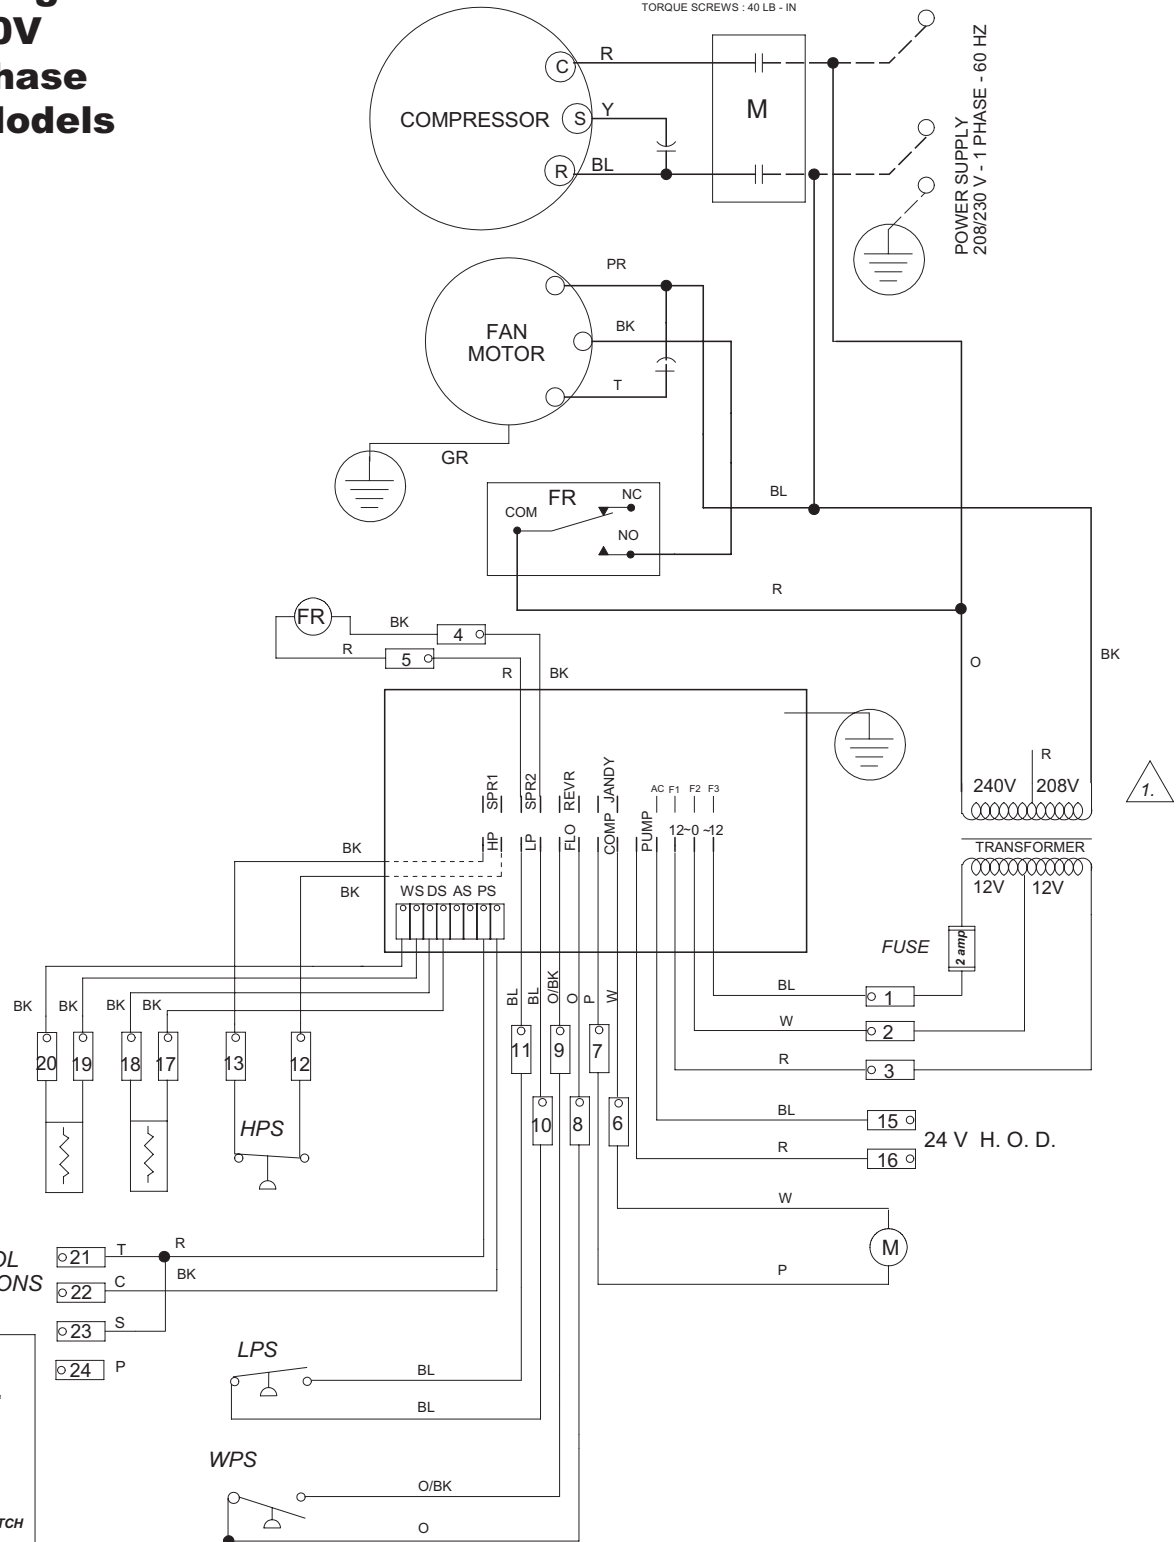 0V
hase
Models
TORQUE SCREWS : 40 LB - IN
COMPRESSOR
C
S
R
R
Y
BL
M
POWER SUPPLY
208/230 V - 1 PHASE - 60 HZ
FAN
MOTOR
PR
BK
T
GR
FR
COM
NC
NO
BL
R
O
BK
FR
BK
4
R
5
R
BK
SPR1
SPR2
REVR
JANDY
HP
LP
FLO
COMP
PUMP
AC F1 F2 F3
12~0 ~12
R
240V 208V
1.
TRANSFORMER
12V 12V
FUSE
2 amp
BK
BK
WS DS AS PS
BL
1
W
2
R
3
BK BK BK BK
20 19 18 17 13 12
BL BL O/BK O P W
11 9 7
10 8 6
BL
15
R
16
24 V H. O. D.
HPS
W
M
P
OL
ONS
21 T R
BK
22 C
23 S
24 P
LPS
BL
BL
WPS
O/BK
O
TCH